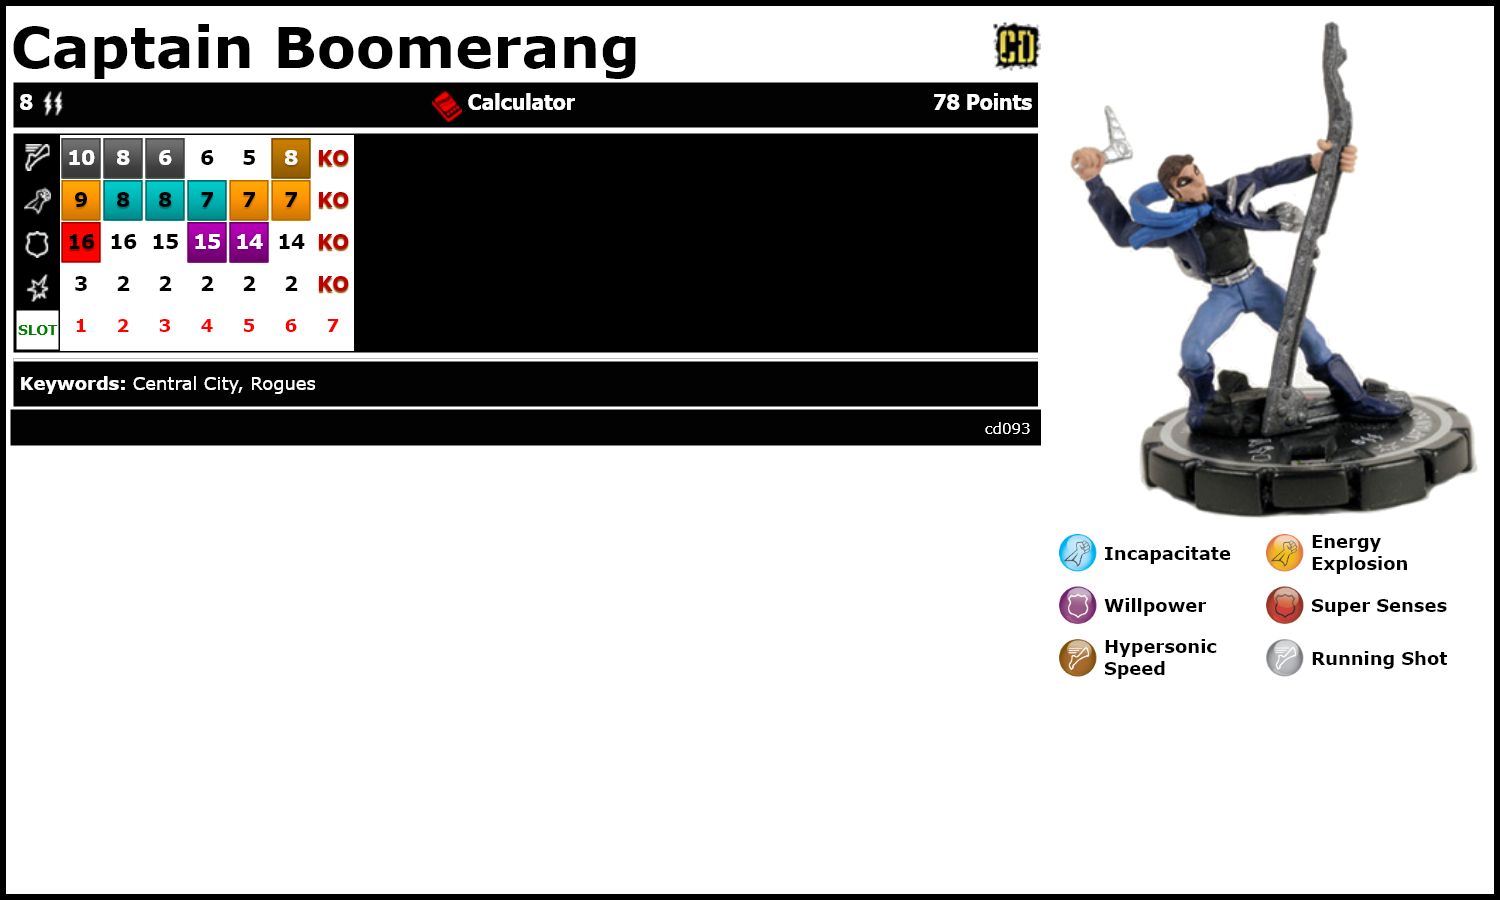 Captain Boomerang
CD
8 Calculator 78 Points
10 8 6 6 5 8 KO
9 8 8 7 7 7 KO
16 16 15 15 14 14 KO
3 2 2 2 2 2 KO
SLOT 1 2 3 4 5 6 7
Keywords: Central City, Rogues
cd093
Incapacitate
Energy
Explosion
Willpower
Super Senses
Hypersonic
Speed
Running Shot